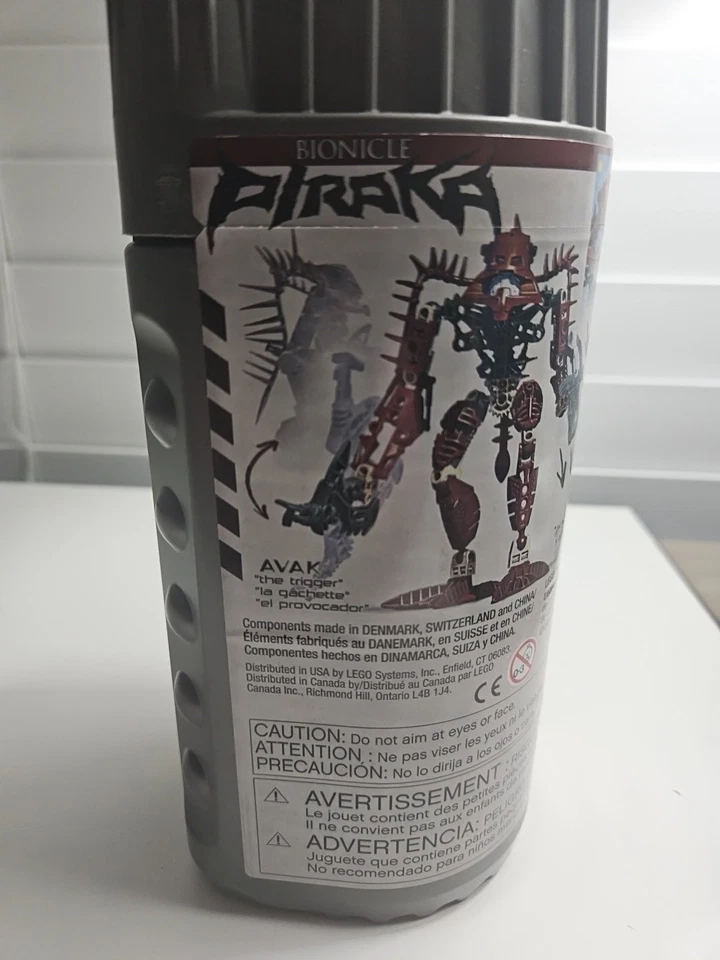 BIONICLE
PIRAKA
AVAK
"the trigger"
"la gâchette"
"el provocador"
Components made in DENMARK, SWITZERLAND and CHINA/
Éléments fabriqués au DANEMARK, en SUISSE et en CHINE/
Componentes hechos en DINAMARCA, SUIZA y CHINA.
Distributed in USA by LEGO Systems, Inc., Enfield, CT 06083.
Distributed in Canada by/Distribué au Canada par LEGO
Canada Inc., Richmond Hill, Ontario L4B 1J4.
CE
0-3
CAUTION: Do not aim at eyes or face.
ATTENTION : Ne pas viser les yeux ni le
PRECAUCIÓN: No lo dirija a los ojos o
AVERTISSEMENT :
Le jouet contient des petites
Il ne convient pas aux enfants de
ADVERTENCIA:
Juguete que contiene partes
No recomendado para niños